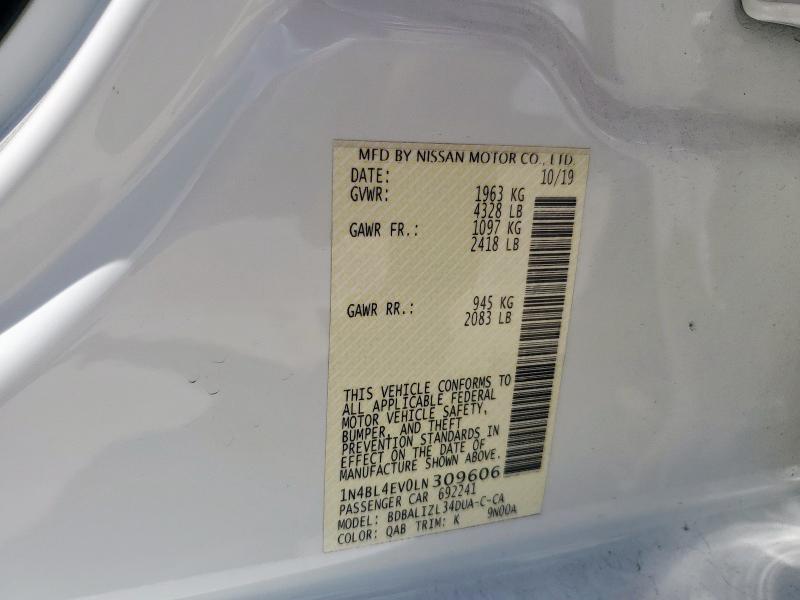 MFD BY NISSAN MOTOR CO., LTD.
DATE: 10/19
GVWR: 1963 KG
4328 LB
GAWR FR.: 1097 KG
2418 LB
GAWR RR.: 945 KG
2083 LB
THIS VEHICLE CONFORMS TO
ALL APPLICABLE FEDERAL
MOTOR VEHICLE SAFETY,
BUMPER, AND THEFT
PREVENTION STANDARDS IN
EFFECT ON THE DATE OF
MANUFACTURE SHOWN ABOVE.
1N4BL4EV0LN309606
PASSENGER CAR 692241
MODEL: BDBALIZL34DUA-C-CA
COLOR: QAB TRIM: K 9N00A